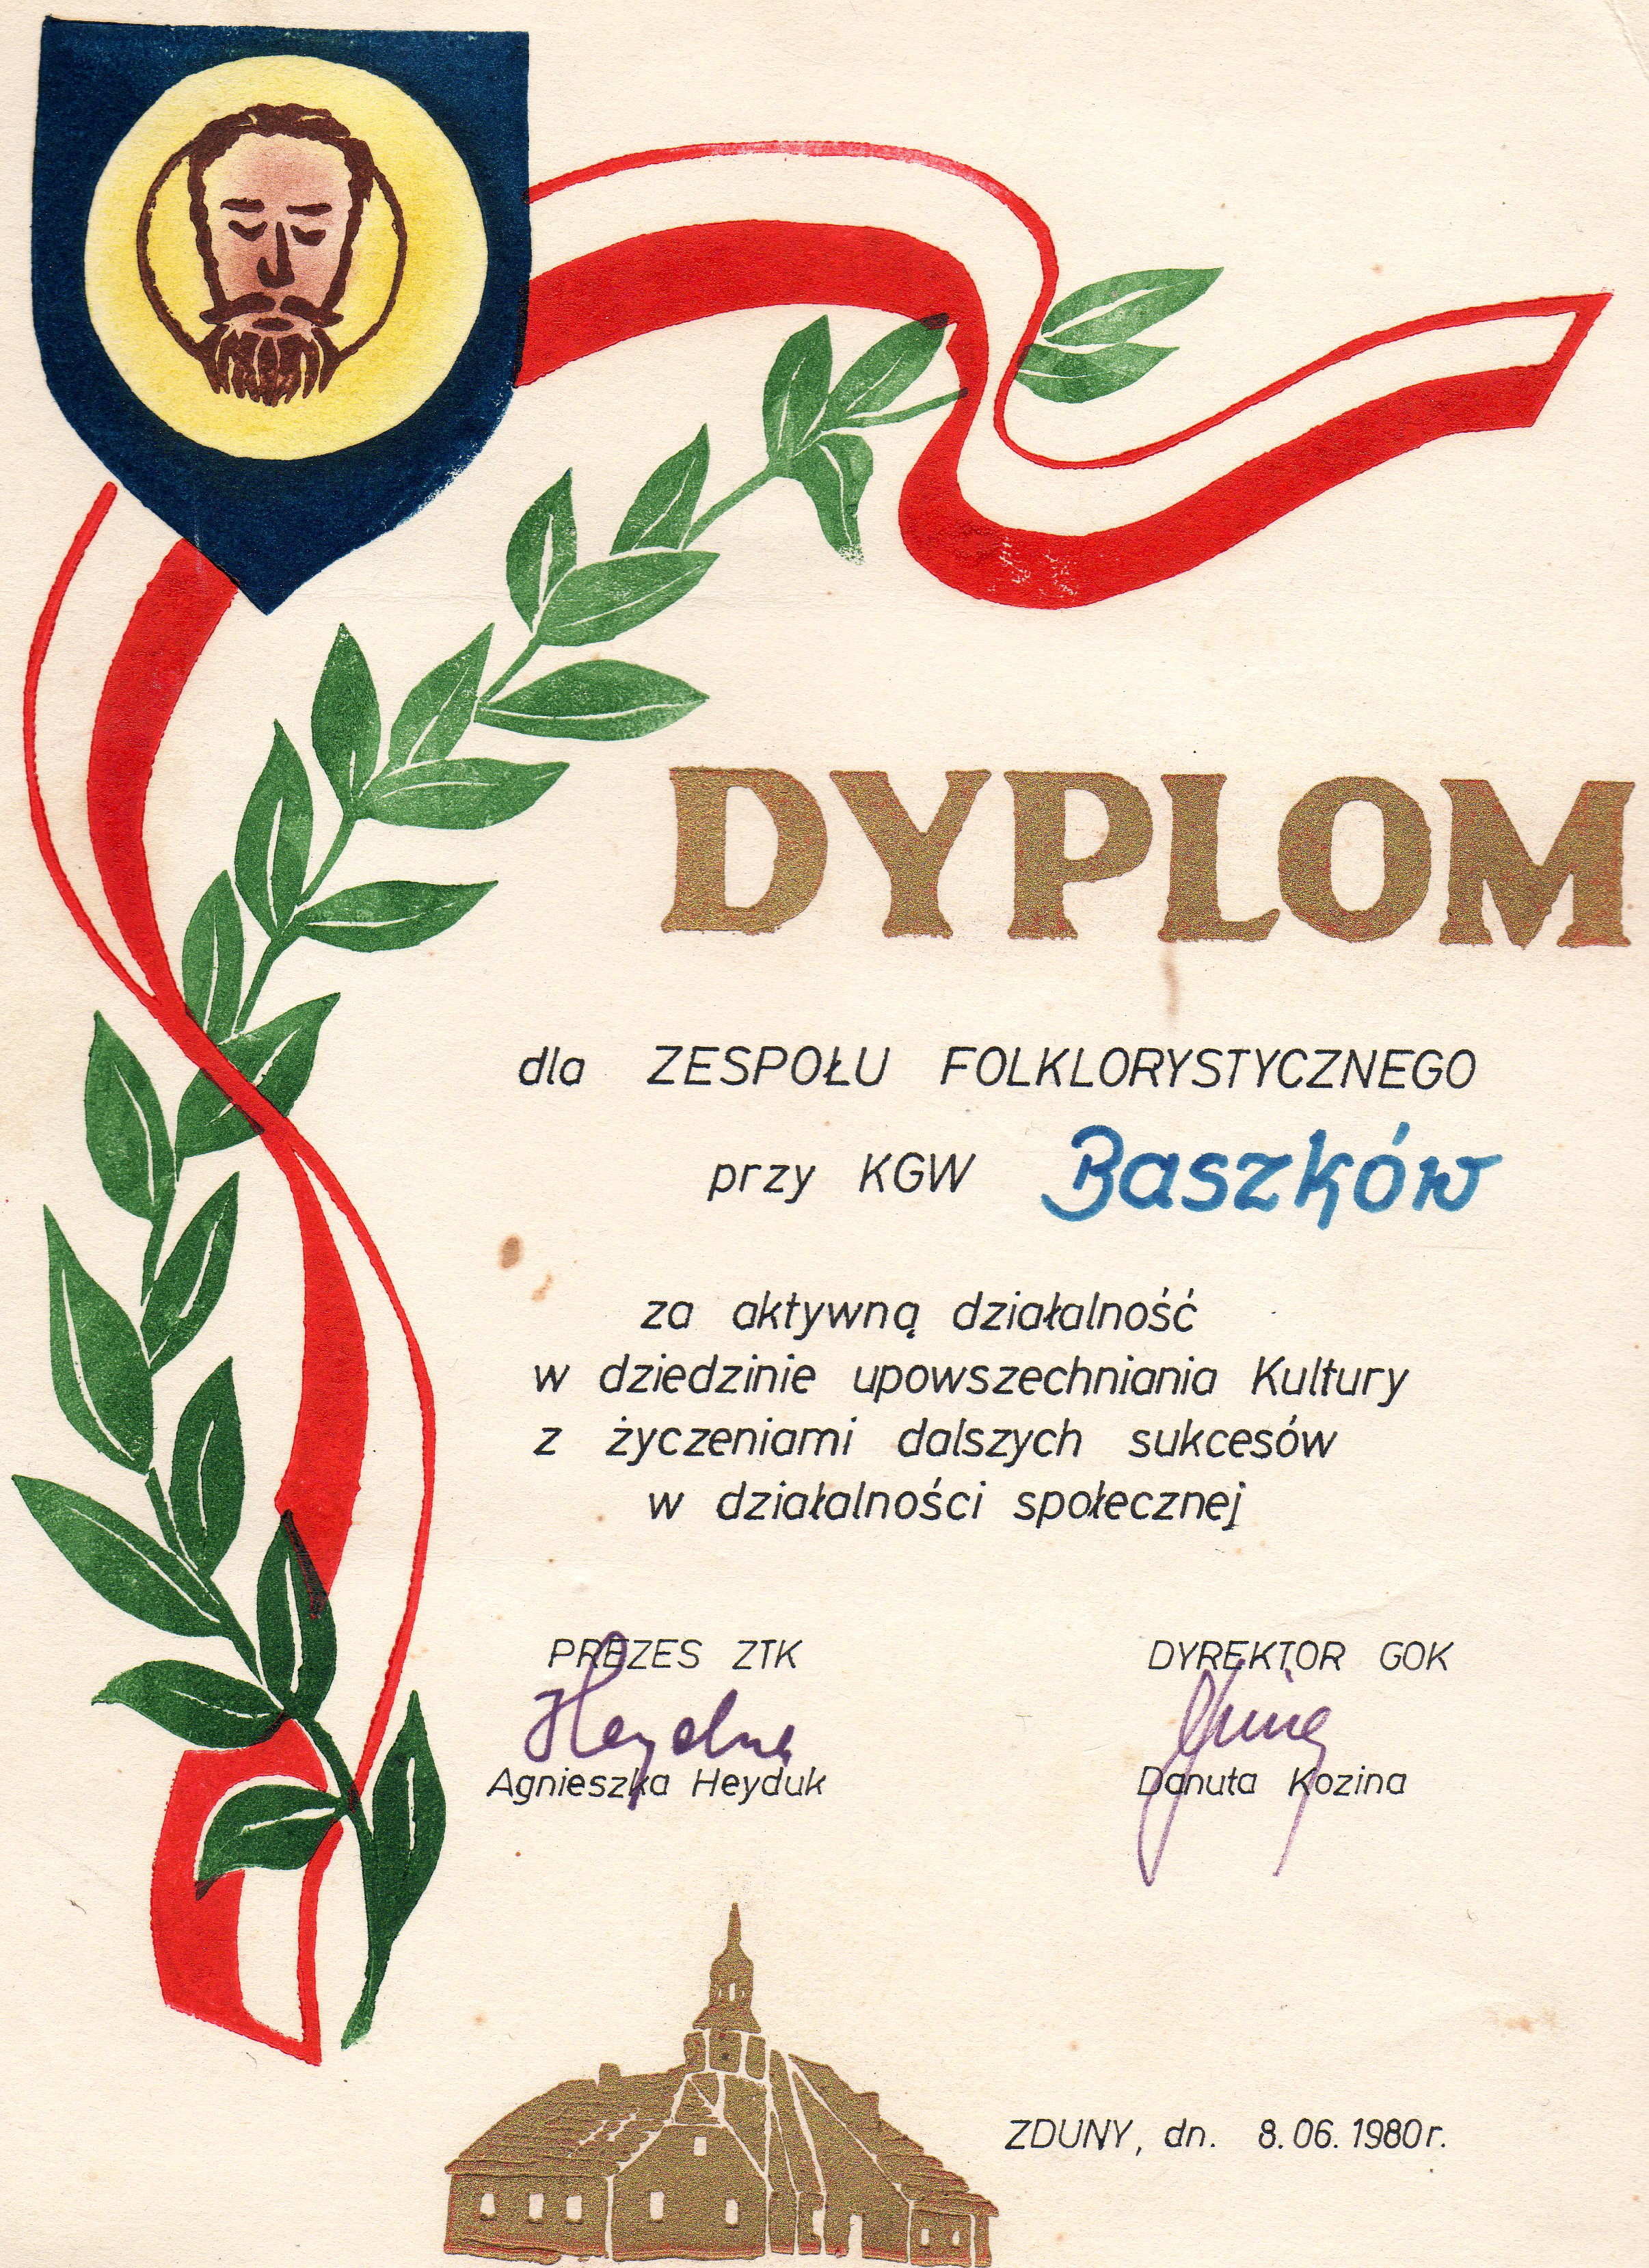 DYPLOM
dla ZESPOŁU FOLKLORYSTYCZNEGO
przy KGW Baszków
za aktywną działalność
w dziedzinie upowszechniania Kultury
z życzeniami dalszych sukcesów
w działalności społecznej
PREZES ZTK
Heyduk
Agnieszka Heyduk
DYREKTOR GOK
Danuta Kozina
ZDUNY, dn. 8.06.1980r.